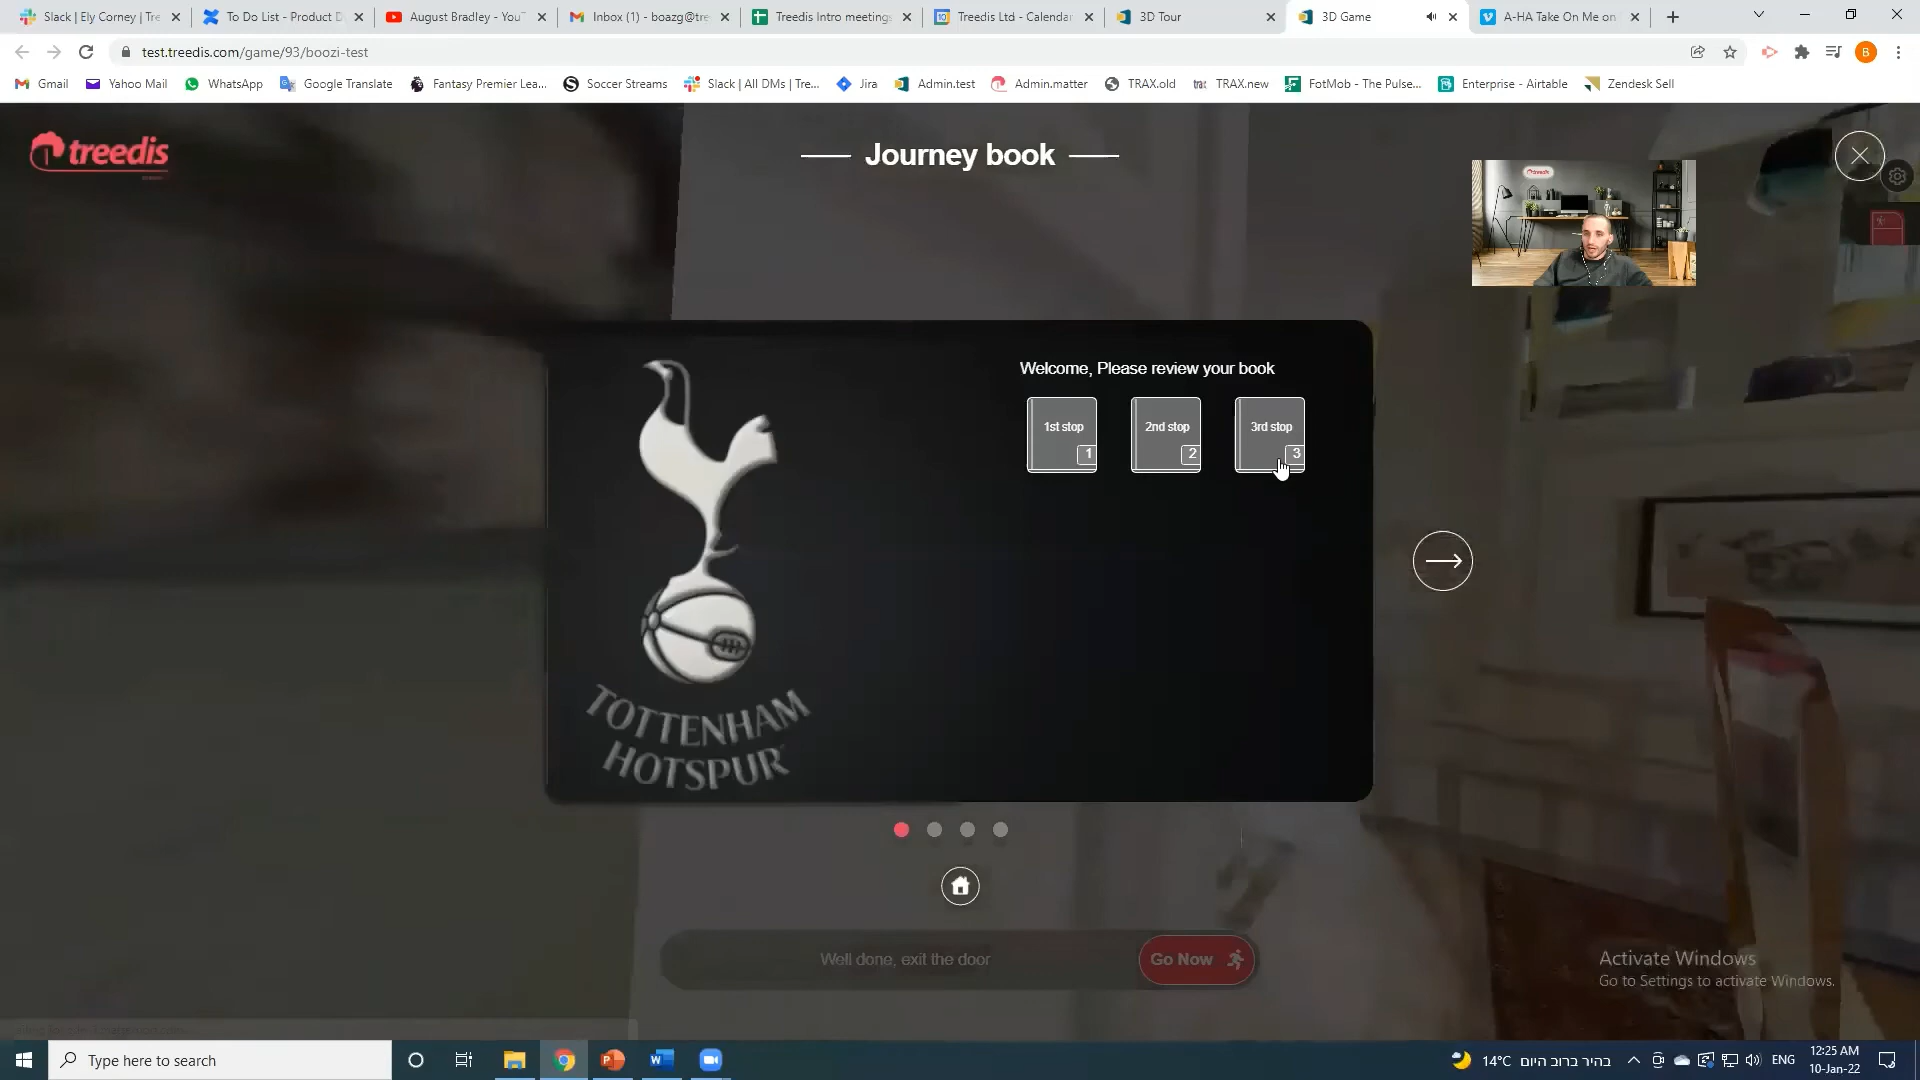 Slack | Ely Corney | Tre
To Do List - Product D
August Bradley - YouT
Inbox (1) - boazg@tre
Treedis Intro meeting
Treedis Ltd - Calendar
3D Tour
3D Game
A-HA Take On Me on
test.treedis.com/game/93/boozi-test
B
Gmail
Yahoo Mail
WhatsApp
Google Translate
Fantasy Premier Lea...
Soccer Streams
Slack | All DMs | Tre...
Jira
Admin.test
Admin.matter
TRAX.old
TRAX.new
FotMob - The Pulse...
Enterprise - Airtable
Zendesk Sell
treedis
Journey book
Welcome, Please review your book
1st stop
1
2nd stop
2
3rd stop
3
TOTTENHAM
HOTSPUR
Well done, exit the door
Go Now
Activate Windows
Go to Settings to activate Windows.
Type here to search
14°C בהיר ברוב היום
ENG
12:25 AM
10-Jan-22